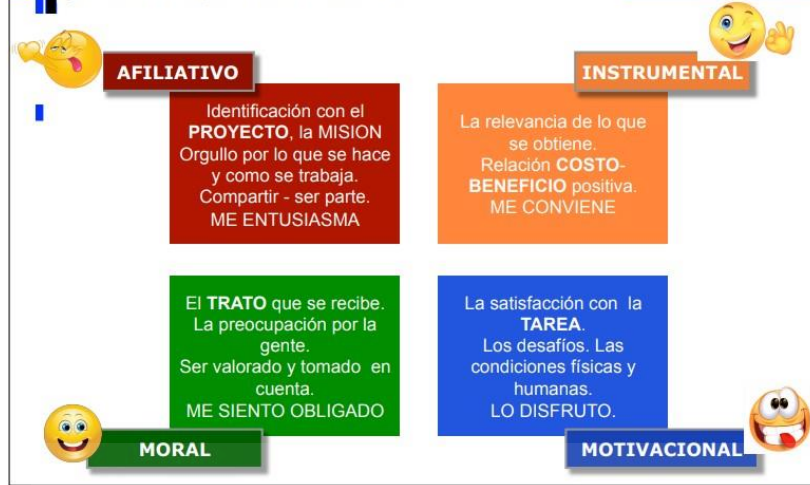 AFILIATIVO
Identificación con el
PROYECTO, la MISION
Orgullo por lo que se hace
y como se trabaja.
Compartir - ser parte.
ME ENTUSIASMA
INSTRUMENTAL
La relevancia de lo que
se obtiene.
Relación COSTO-
BENEFICIO positiva.
ME CONVIENE
El TRATO que se recibe.
La preocupación por la
gente.
Ser valorado y tomado en
cuenta.
ME SIENTO OBLIGADO
MORAL
La satisfacción con la
TAREA.
Los desafíos. Las
condiciones físicas y
humanas.
LO DISFRUTO.
MOTIVACIONAL